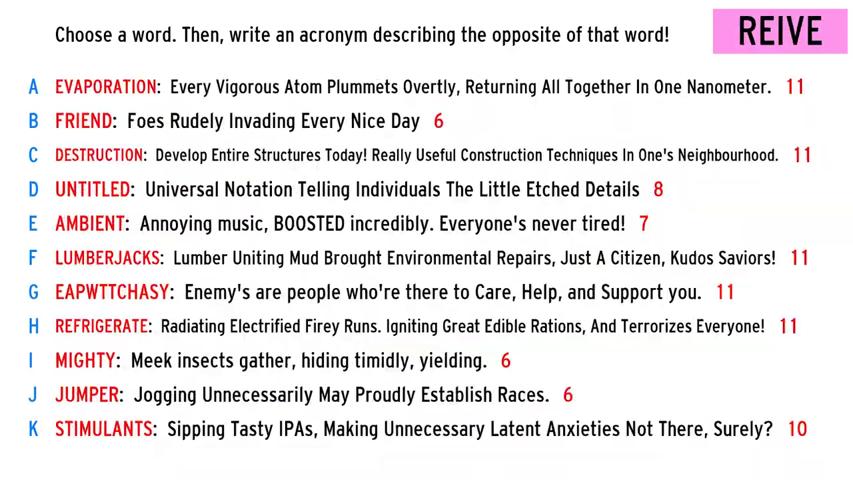 Choose a word. Then, write an acronym describing the opposite of that word!
REIVE
A EVAPORATION: Every Vigorous Atom Plummets Overtly, Returning All Together In One Nanometer. 11
B FRIEND: Foes Rudely Invading Every Nice Day 6
C DESTRUCTION: Develop Entire Structures Today! Really Useful Construction Techniques In One's Neighbourhood. 11
D UNTITLED: Universal Notation Telling Individuals The Little Etched Details 8
E AMBIENT: Annoying music, BOOSTED incredibly. Everyone's never tired! 7
F LUMBERJACKS: Lumber Uniting Mud Brought Environmental Repairs, Just A Citizen, Kudos Saviors! 11
G EAPWTTCHASY: Enemy's are people who're there to Care, Help, and Support you. 11
H REFRIGERATE: Radiating Electrified Firey Runs. Igniting Great Edible Rations, And Terrorizes Everyone! 11
I MIGHTY: Meek insects gather, hiding timidly, yielding. 6
J JUMPER: Jogging Unnecessarily May Proudly Establish Races. 6
K STIMULANTS: Sipping Tasty IPAs, Making Unnecessary Latent Anxieties Not There, Surely? 10